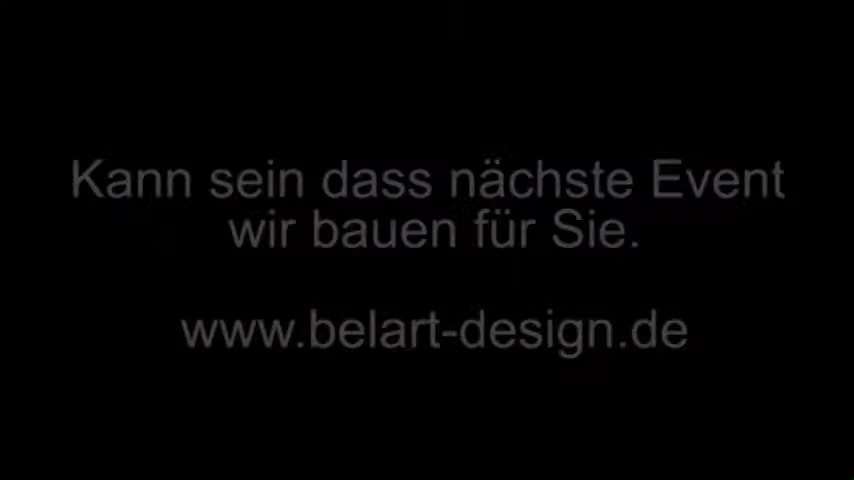 Kann sein dass nächste Event
wir bauen für Sie.
www.belart-design.de